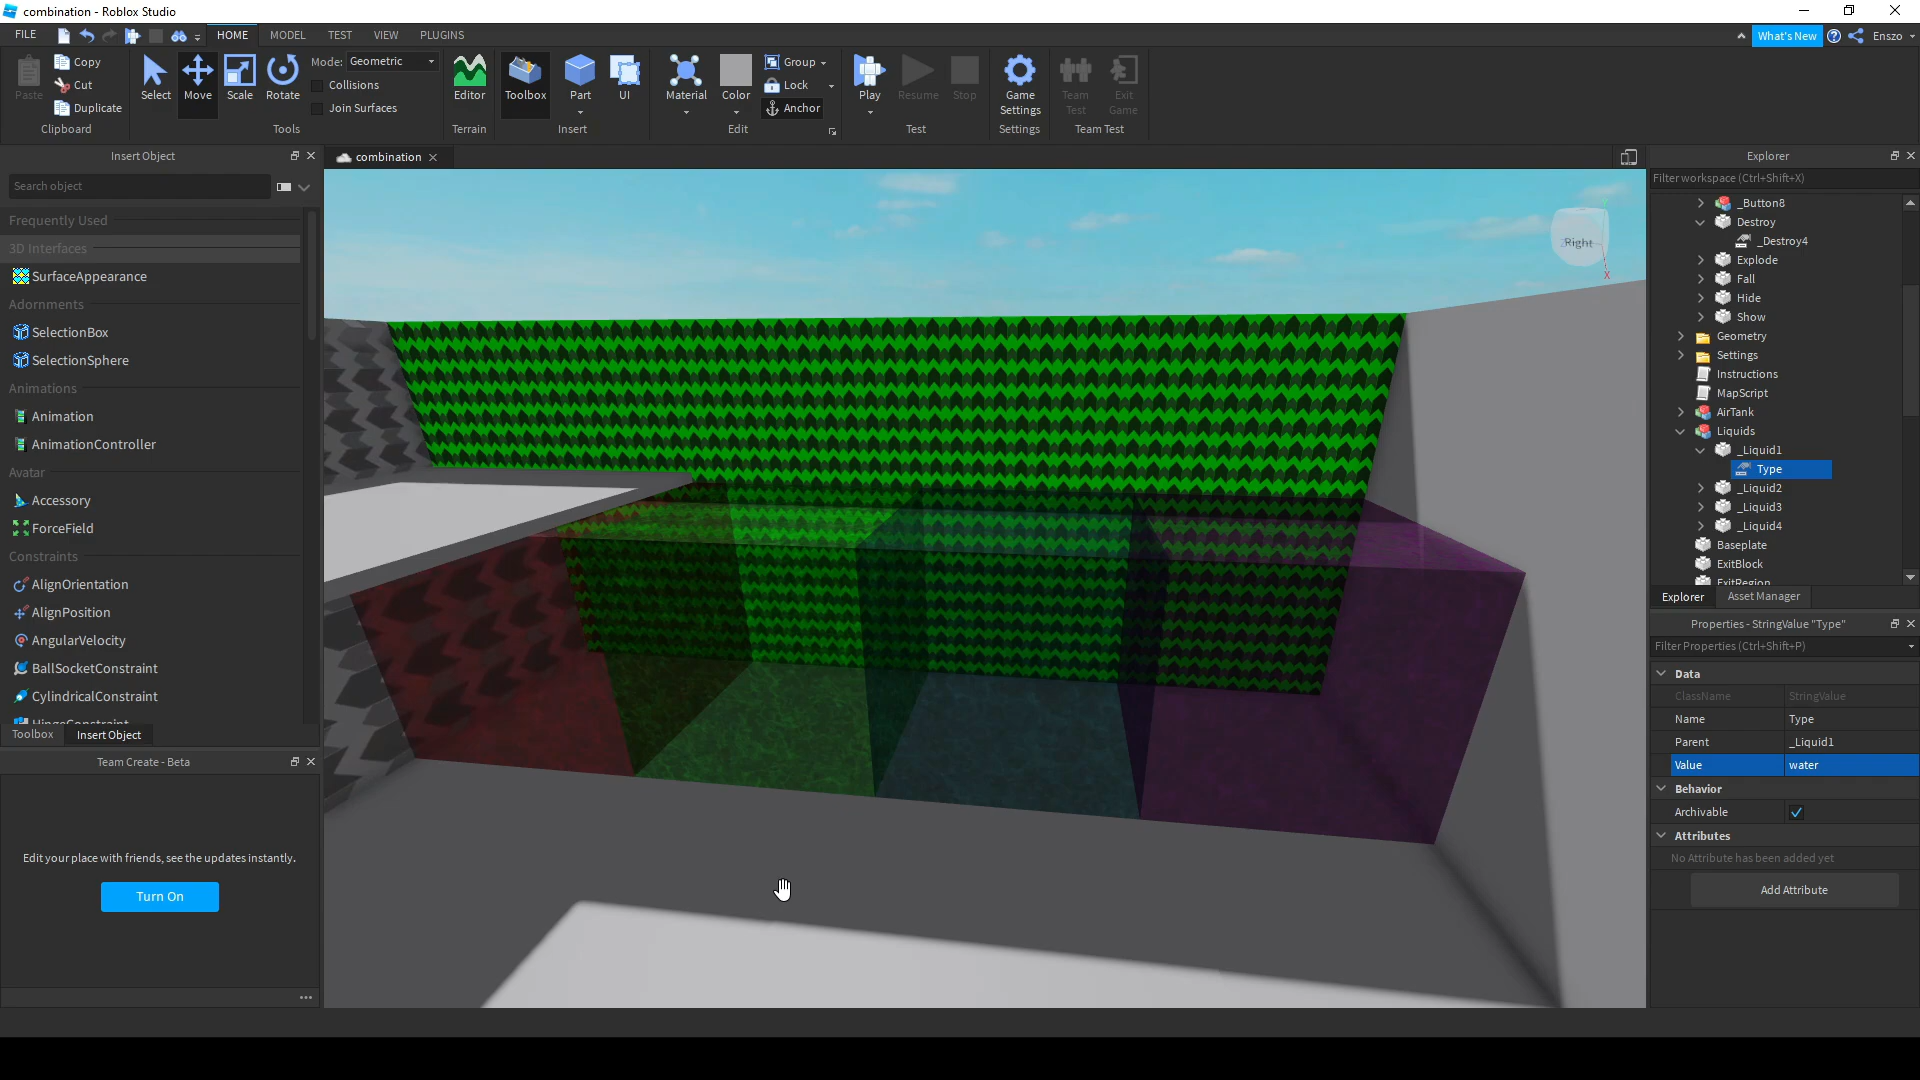 combination - Roblox Studio
FILE HOME MODEL TEST VIEW PLUGINS What's New Enszo
Paste Copy Cut Duplicate Clipboard
Select Move Scale Rotate Mode: Geometric Collisions Join Surfaces Tools
Editor Terrain
Toolbox Part UI Insert
Material Color Group Lock Anchor Edit
Play Resume Stop Test
Game Settings Settings
Team Test Exit Game Team Test
Insert Object
Search object
Frequently Used
3D Interfaces
SurfaceAppearance
Adornments
SelectionBox
SelectionSphere
Animations
Animation
AnimationController
Avatar
Accessory
ForceField
Constraints
AlignOrientation
AlignPosition
AngularVelocity
BallSocketConstraint
CylindricalConstraint
HingeConstraint
Toolbox Insert Object
Team Create - Beta
Edit your place with friends, see the updates instantly.
Turn On
combination
Right
X
Explorer
Filter workspace (Ctrl+Shift+X)
_Button8
Destroy
_Destroy4
Explode
Fall
Hide
Show
Geometry
Settings
Instructions
MapScript
AirTank
Liquids
_Liquid1
Type
_Liquid2
_Liquid3
_Liquid4
Baseplate
ExitBlock
ExitRegion
Explorer Asset Manager
Properties - StringValue "Type"
Filter Properties (Ctrl+Shift+P)
Data
ClassName StringValue
Name Type
Parent _Liquid1
Value water
Behavior
Archivable
Attributes
No Attribute has been added yet
Add Attribute